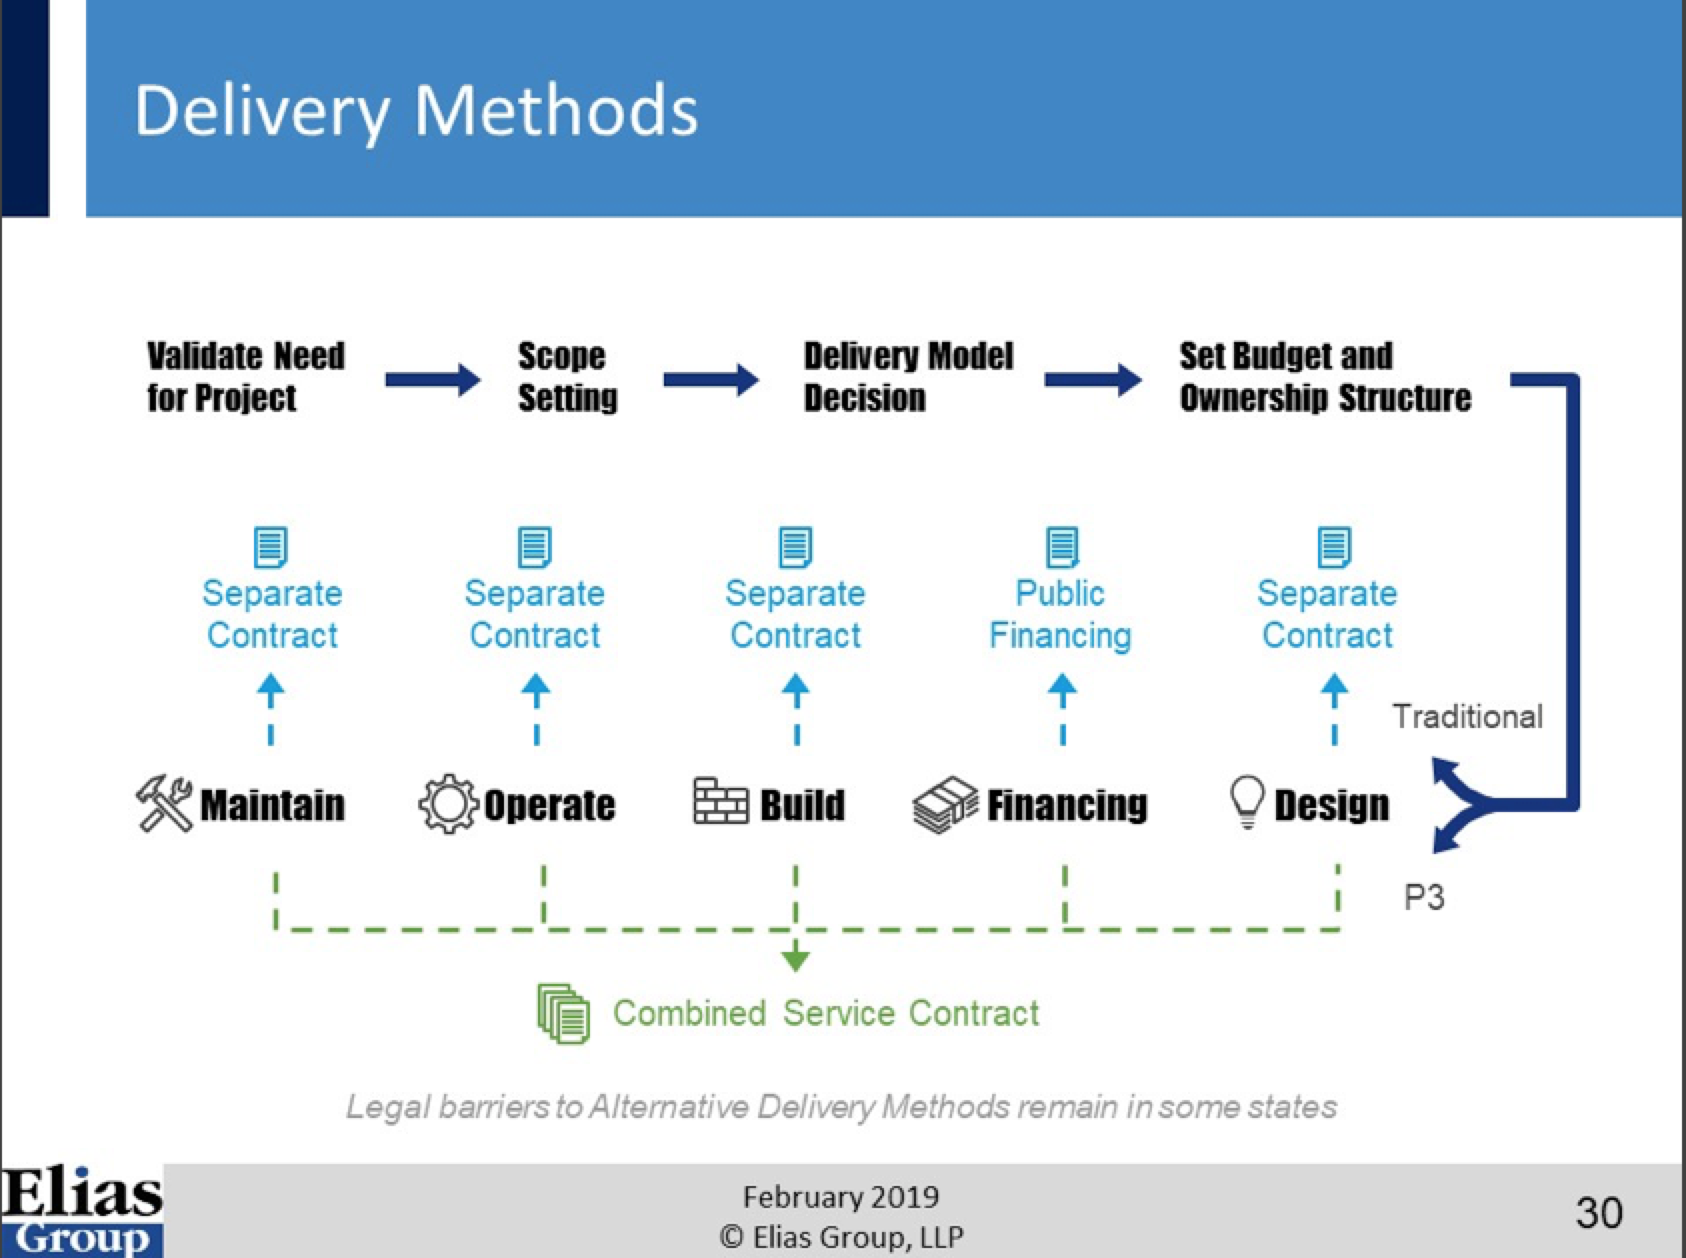 Delivery Methods
Validate Need
for Project
Scope
Setting
Delivery Model
Decision
Set Budget and
Ownership Structure
Separate
Contract
Separate
Contract
Separate
Contract
Public
Financing
Separate
Contract
Traditional
Maintain
Operate
Build
Financing
Design
P3
Combined Service Contract
Legal barriers to Alternative Delivery Methods remain in some states
Elias
Group
February 2019
© Elias Group, LLP
30